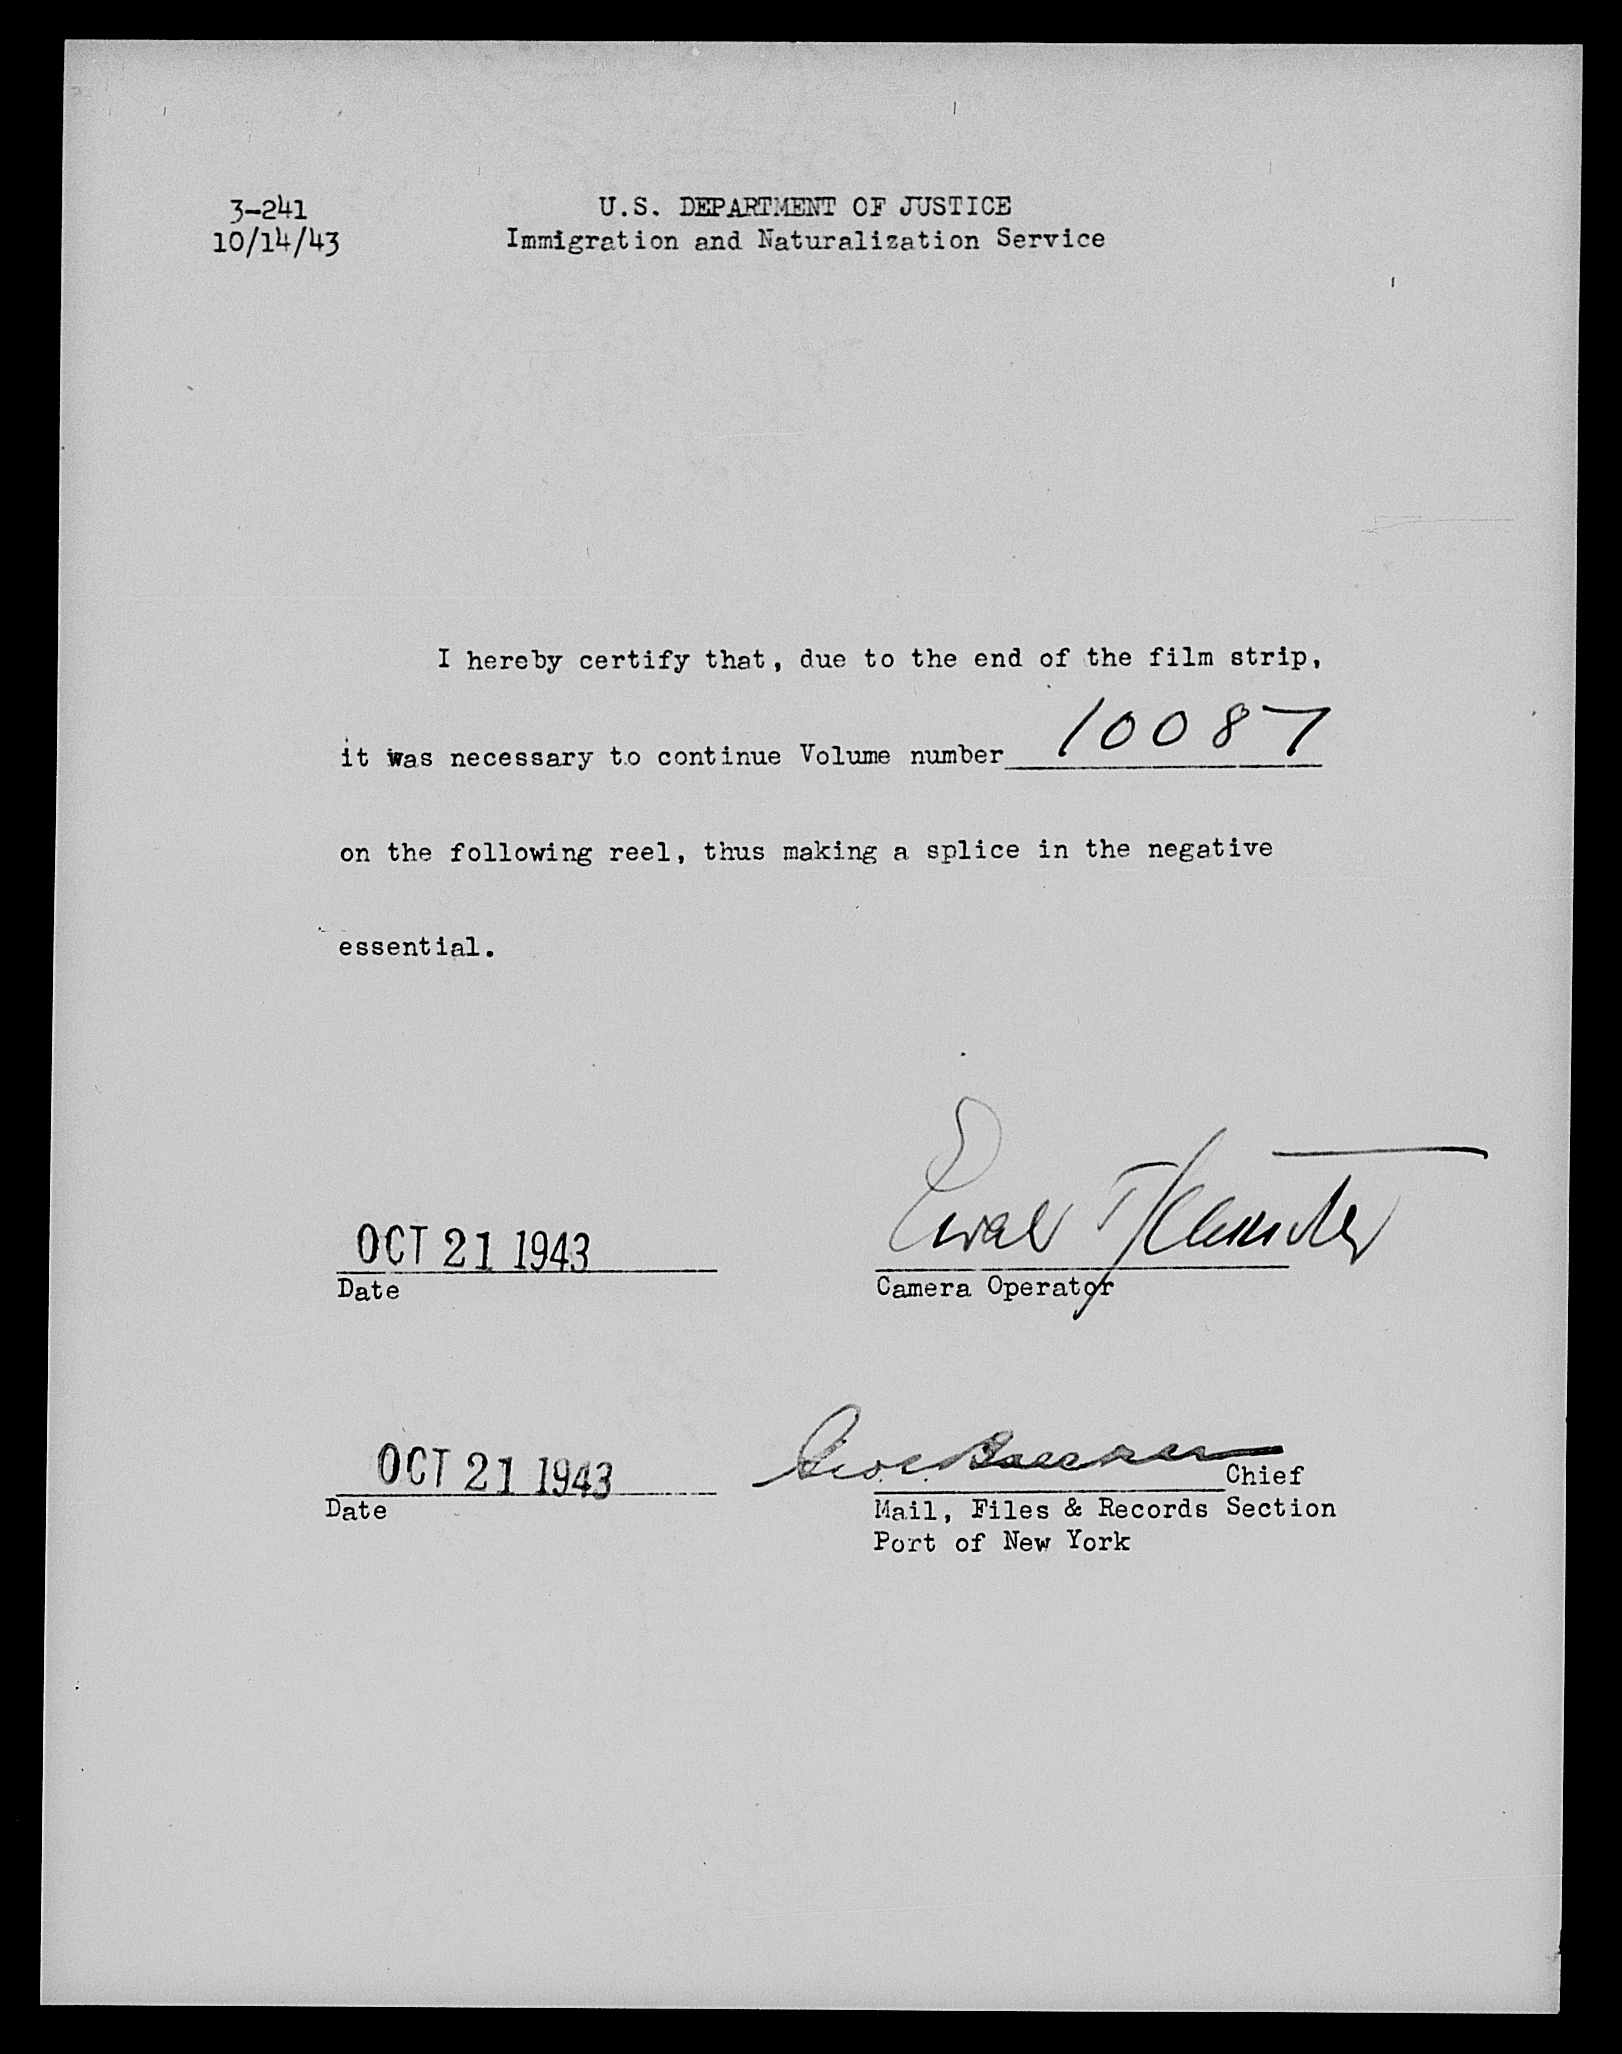 3-241
10/14/43
U.S. DEPARTMENT OF JUSTICE
Immigration and Naturalization Service
I hereby certify that, due to the end of the film strip,
it was necessary to continue Volume number 10087
on the following reel, thus making a splice in the negative
essential.
OCT 21 1943
Date
Camera Operator
OCT 21 1943
Date
Chief
Mail, Files & Records Section
Port of New York